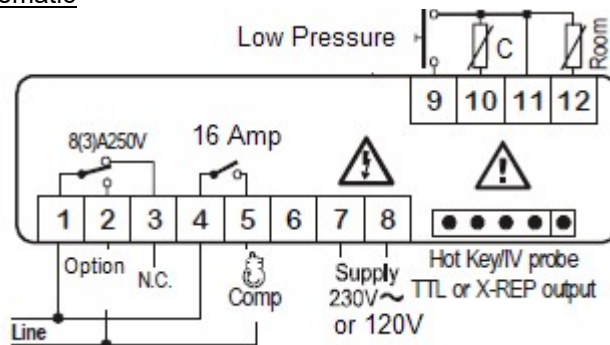 Low Pressure
C
Room
9 10 11 12
8(3)A250V
16 Amp
1 2 3 4 5 6 7 8
Option
N.C.
Comp
Supply
230V~
or 120V
Hot Key/IV probe
TTL or X-REP output
Line